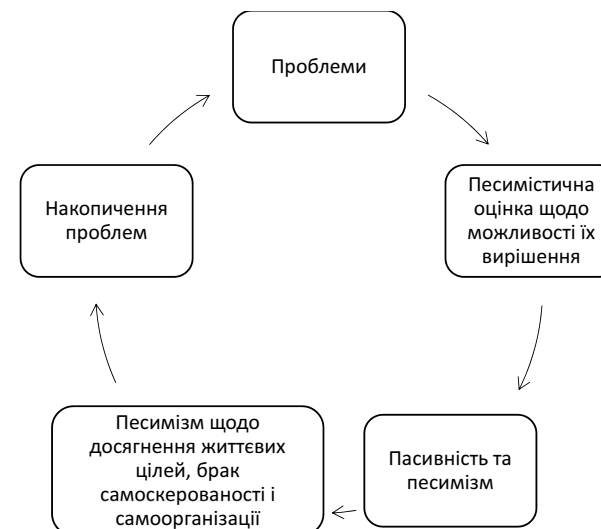 Проблеми
Песимістична
оцінка щодо
можливості їх
вирішення
Пасивність та
песимізм
Песимізм щодо
досягнення життєвих
цілей, брак
самоскерованості і
самоорганізації
Накопичення
проблем